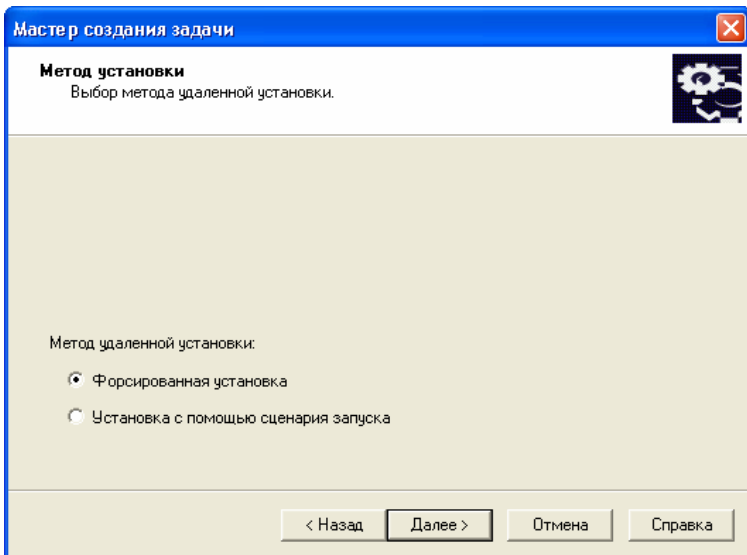 Мастер создания задачи
Метод установки
Выбор метода удаленной установки.
Метод удаленной установки:
Форсированная установка
Установка с помощью сценария запуска
< Назад
Далее >
Отмена
Справка